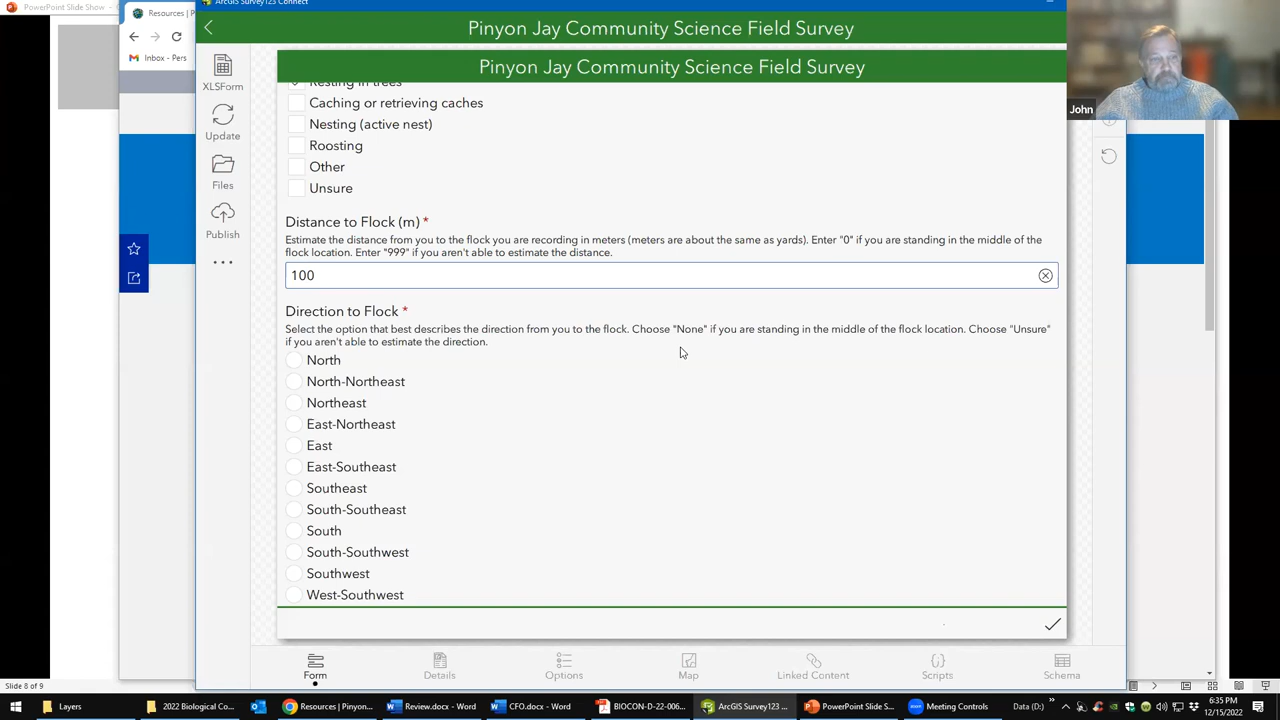 PowerPoint Slide Show -
Resources | P
Inbox - Pers
ArcGIS Survey123 Connect
Pinyon Jay Community Science Field Survey
Pinyon Jay Community Science Field Survey
John
XLSForm
Update
Files
Publish
Resting in trees
Caching or retrieving caches
Nesting (active nest)
Roosting
Other
Unsure
Distance to Flock (m) *
Estimate the distance from you to the flock you are recording in meters (meters are about the same as yards). Enter "0" if you are standing in the middle of the
flock location. Enter "999" if you aren't able to estimate the distance.
100
Direction to Flock *
Select the option that best describes the direction from you to the flock. Choose "None" if you are standing in the middle of the flock location. Choose "Unsure"
if you aren't able to estimate the direction.
North
North-Northeast
Northeast
East-Northeast
East
East-Southeast
Southeast
South-Southeast
South
South-Southwest
Southwest
West-Southwest
Form
Details
Options
Map
Linked Content
Scripts
Schema
Slide 8 of 9
Layers
2022 Biological Co...
Resources | Pinyon...
Review.docx - Word
CFO.docx - Word
BIOCON-D-22-006...
ArcGIS Survey123 ...
PowerPoint Slide S...
Meeting Controls
Data (D:)
6:35 PM
12/15/2022